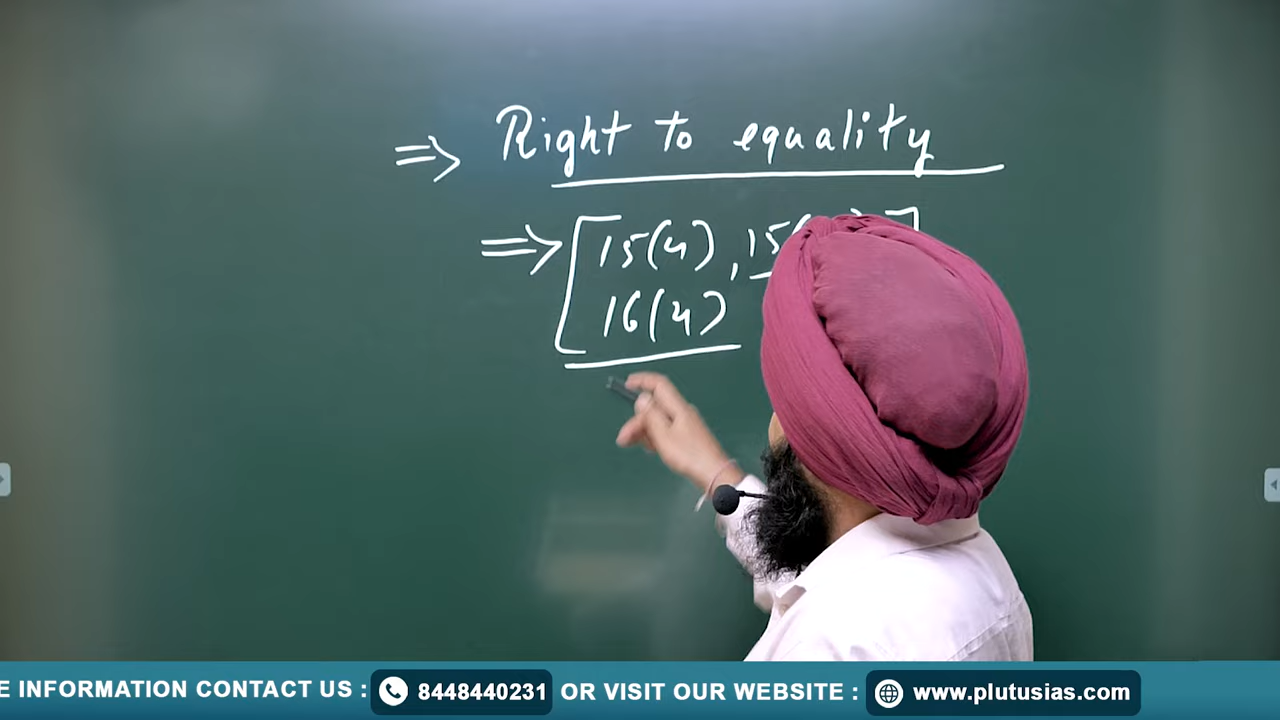 ⇒ Right to equality
⇒ [15(4), 15( ]
16(4)
E INFORMATION CONTACT US : 8448440231 OR VISIT OUR WEBSITE : www.plutusias.com